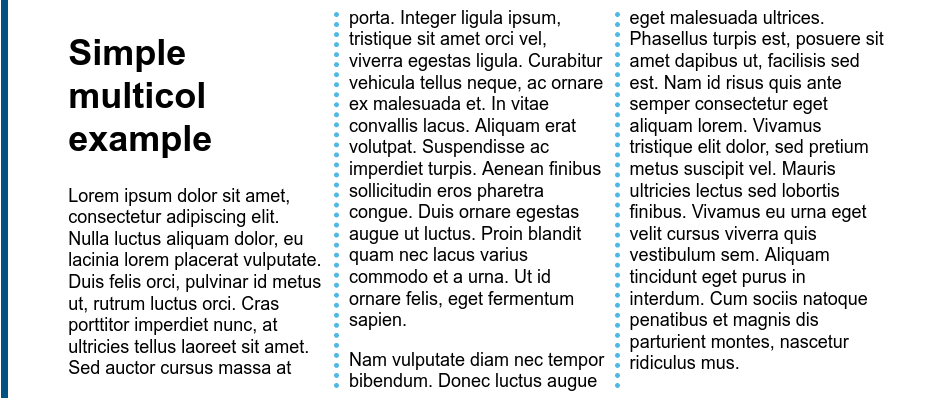 Simple
multicol
example
Lorem ipsum dolor sit amet,
consectetur adipiscing elit.
Nulla luctus aliquam dolor, eu
lacinia lorem placerat vulputate.
Duis felis orci, pulvinar id metus
ut, rutrum luctus orci. Cras
porttitor imperdiet nunc, at
ultricies tellus laoreet sit amet.
Sed auctor cursus massa at
porta. Integer ligula ipsum,
tristique sit amet orci vel,
viverra egestas ligula. Curabitur
vehicula tellus neque, ac ornare
ex malesuada et. In vitae
convallis lacus. Aliquam erat
volutpat. Suspendisse ac
imperdiet turpis. Aenean finibus
sollicitudin eros pharetra
congue. Duis ornare egestas
augue ut luctus. Proin blandit
quam nec lacus varius
commodo et a urna. Ut id
ornare felis, eget fermentum
sapien.
Nam vulputate diam nec tempor
bibendum. Donec luctus augue
eget malesuada ultrices.
Phasellus turpis est, posuere sit
amet dapibus ut, facilisis sed
est. Nam id risus quis ante
semper consectetur eget
aliquam lorem. Vivamus
tristique elit dolor, sed pretium
metus suscipit vel. Mauris
ultricies lectus sed lobortis
finibus. Vivamus eu urna eget
velit cursus viverra quis
vestibulum sem. Aliquam
tincidunt eget purus in
interdum. Cum sociis natoque
penatibus et magnis dis
parturient montes, nascetur
ridiculus mus.